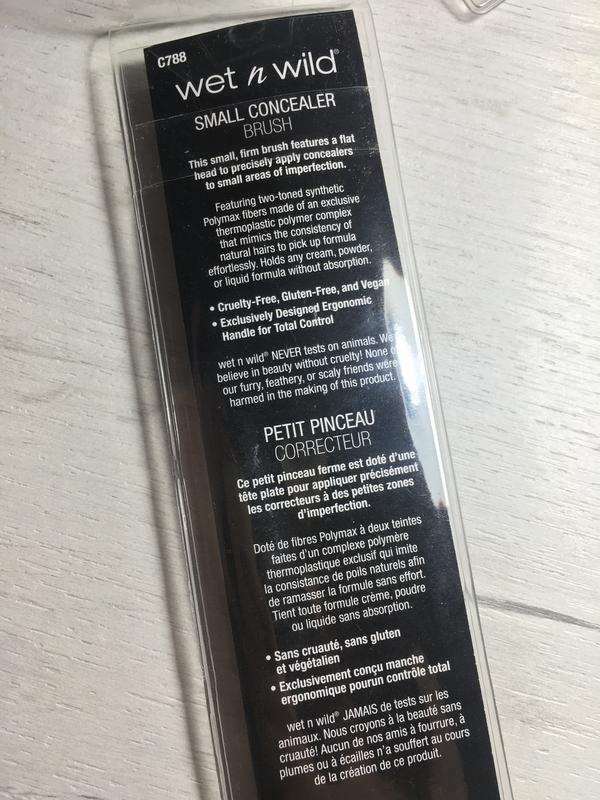 C788
wet n wild®
SMALL CONCEALER
BRUSH
This small, firm brush features a flat
head to precisely apply concealers
to small areas of imperfection.
Featuring two-toned synthetic
Polymax fibers made of an exclusive
thermoplastic polymer complex
that mimics the consistency of
natural hairs to pick up formula
effortlessly. Holds any cream, powder,
or liquid formula without absorption.
• Cruelty-Free, Gluten-Free, and Vegan
• Exclusively Designed Ergonomic
Handle for Total Control
wet n wild® NEVER tests on animals. We
believe in beauty without cruelty! None of
our furry, feathery, or scaly friends were
harmed in the making of this product.
PETIT PINCEAU
CORRECTEUR
Ce petit pinceau ferme est doté d'une
tête plate pour appliquer précisément
les correcteurs à des petites zones
d'imperfection.
Doté de fibres Polymax à deux teintes
faites d'un complexe polymère
thermoplastique exclusif qui imite
la consistance de poils naturels afin
de ramasser la formule sans effort.
Tient toute formule crème, poudre
ou liquide sans absorption.
• Sans cruauté, sans gluten
et végétalien
• Exclusivement conçu manche
ergonomique pourun contrôle total
wet n wild® JAMAIS de tests sur les
animaux. Nous croyons à la beauté sans
cruauté! Aucun de nos amis à fourrure, à
plumes ou à écailles n'a souffert au cours
de la création de ce produit.